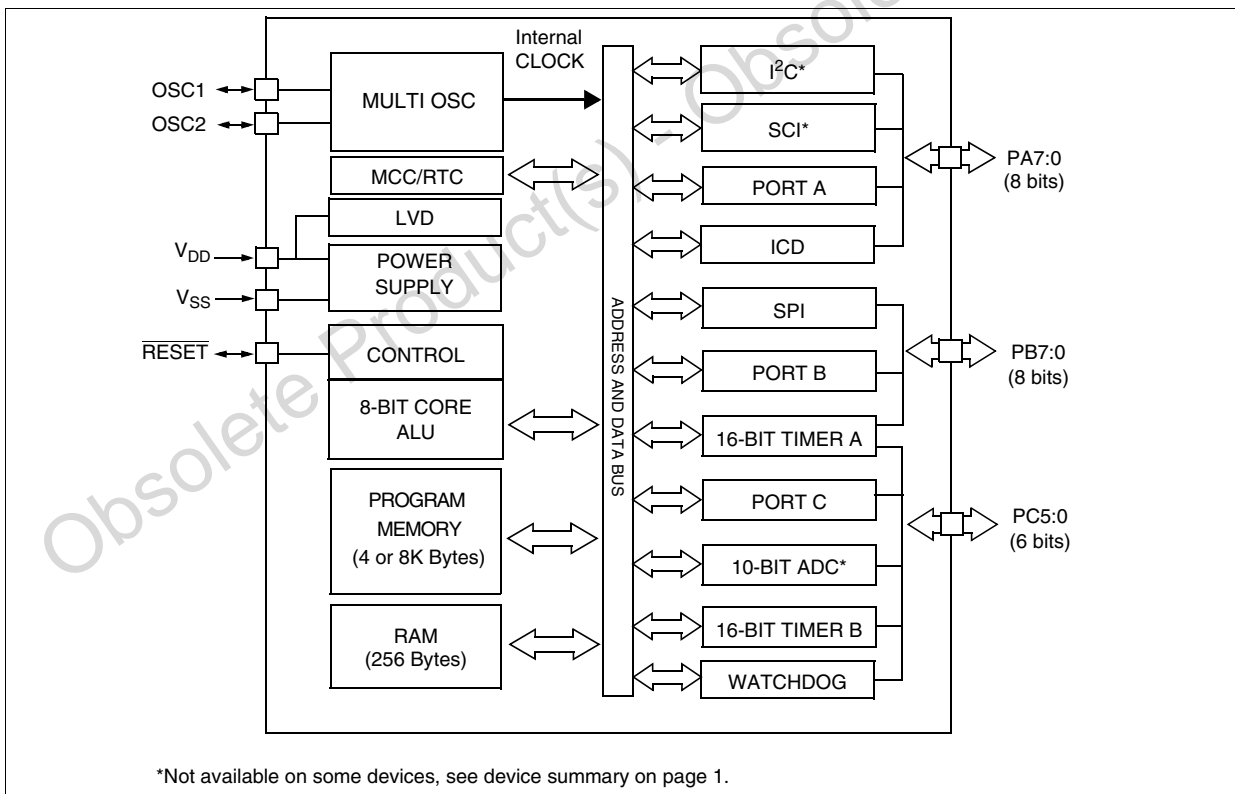 Obsolete Product(s) - Obsolete
Internal
CLOCK
OSC1
OSC2
MULTI OSC
MCC/RTC
LVD
VDD
POWER
SUPPLY
VSS
RESET
CONTROL
8-BIT CORE
ALU
PROGRAM
MEMORY
(4 or 8K Bytes)
RAM
(256 Bytes)
ADDRESS AND DATA BUS
I2C*
SCI*
PORT A
ICD
PA7:0
(8 bits)
SPI
PORT B
16-BIT TIMER A
PB7:0
(8 bits)
PORT C
10-BIT ADC*
16-BIT TIMER B
WATCHDOG
PC5:0
(6 bits)
*Not available on some devices, see device summary on page 1.